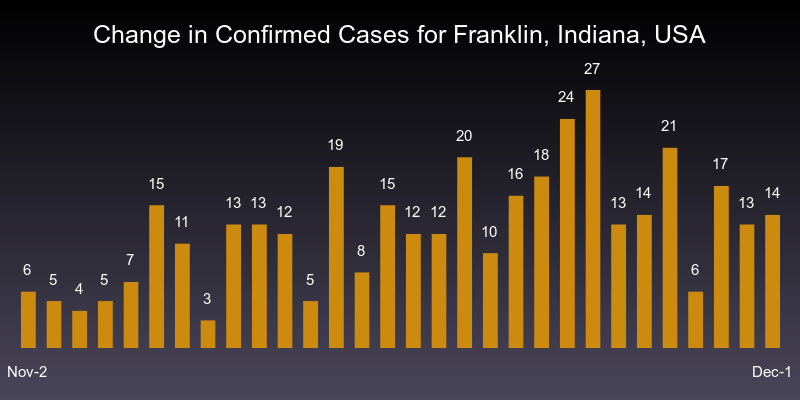 Change in Confirmed Cases for Franklin, Indiana, USA
6 5 4 5 7 15 11 3 13 13 12 5 19 8 15 12 12 20 10 16 18 24 27 13 14 21 6 17 13 14
Nov-2 Dec-1